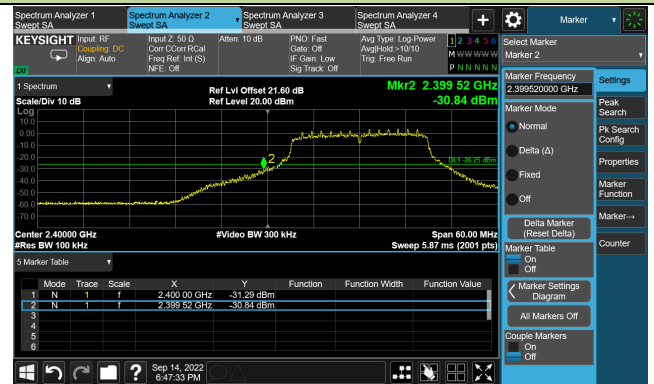 Spectrum Analyzer 1
Swept SA
Spectrum Analyzer 2
Swept SA
Spectrum Analyzer 3
Swept SA
Spectrum Analyzer 4
Swept SA
+
Marker
KEYSIGHT
LXI
Input: RF
Coupling: DC
Align: Auto
Input Z: 50 Ω
Corr CCorr RCal
Freq Ref: Int (S)
NFE: Off
Atten: 10 dB
PNO: Fast
Gate: Off
IF Gain: Low
Sig Track: Off
Avg Type: Log-Power
Avg|Hold:>10/10
Trig: Free Run
1 2 3 4 5 6
M W W W W W
P N N N N N
Select Marker
Marker 2
1 Spectrum
Scale/Div 10 dB
Log
Ref Lvl Offset 21.60 dB
Ref Level 20.00 dBm
Mkr2 2.399 52 GHz
-30.84 dBm
10.0
0.00
-10.0
-20.0
-30.0
-40.0
-50.0
-60.0
-70.0
2
DL1 -26.25 dBm
Center 2.40000 GHz
#Res BW 100 kHz
#Video BW 300 kHz
Span 60.00 MHz
Sweep 5.87 ms (2001 pts)
5 Marker Table
Mode Trace Scale X Y Function Function Width Function Value
1 N 1 f 2.400 00 GHz -31.29 dBm
2 N 1 f 2.399 52 GHz -30.84 dBm
3
4
5
6
Marker Frequency
2.399520000 GHz
Marker Mode
Normal
Delta (Δ)
Fixed
Off
Delta Marker
(Reset Delta)
Marker Table
On
Off
Marker Settings
Diagram
All Markers Off
Couple Markers
On
Off
Settings
Peak
Search
Pk Search
Config
Properties
Marker
Function
Marker→
Counter
?
Sep 14, 2022
6:47:33 PM